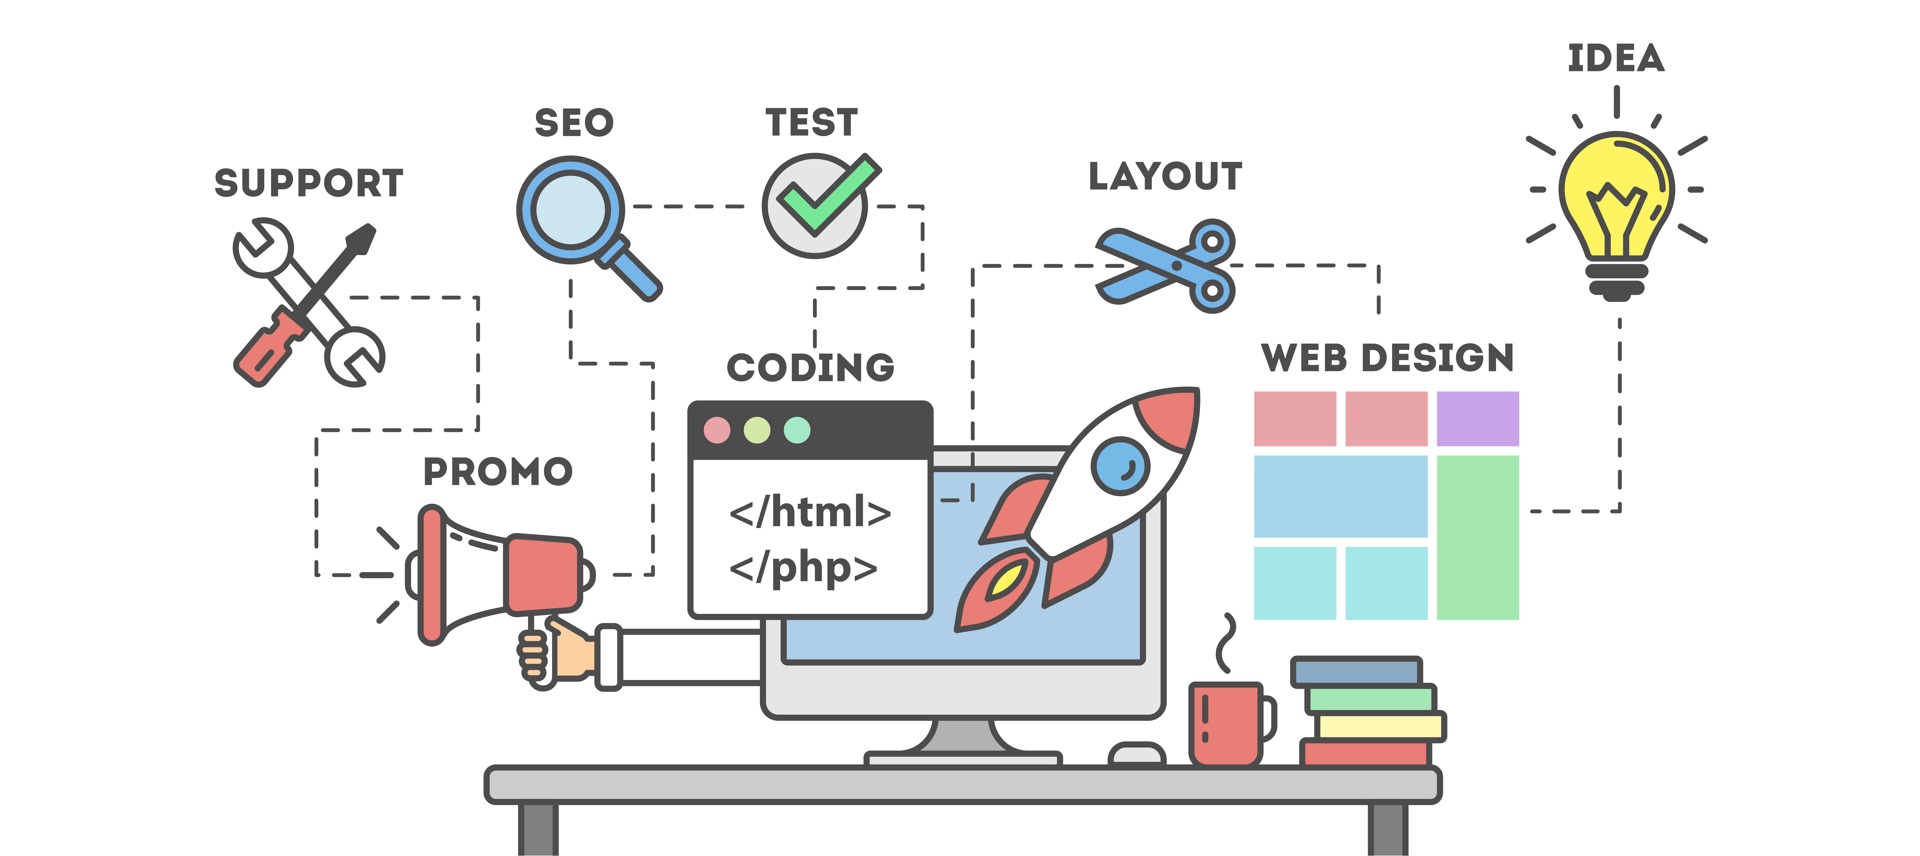 IDEA
SEO
TEST
SUPPORT
LAYOUT
CODING
WEB DESIGN
PROMO
</html>
</php>